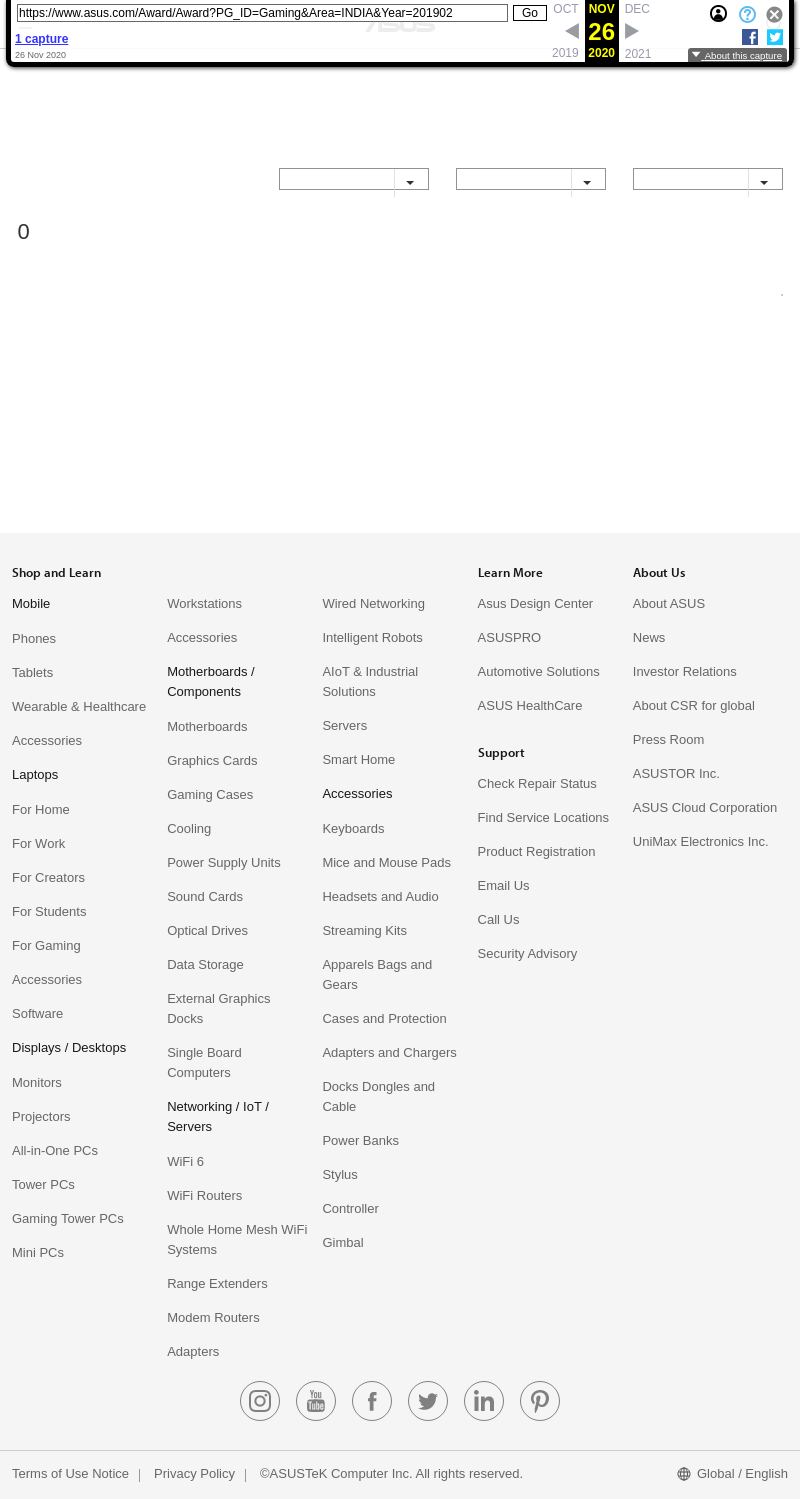 https://www.asus.com/Award/Award?PG_ID=Gaming&Area=INDIA&Year=201902
Go
OCT
NOV
DEC
26
2019
2020
2021
1 capture
26 Nov 2020
About this capture
ASUS
0
Shop and Learn
Mobile
Phones
Tablets
Wearable & Healthcare
Accessories
Laptops
For Home
For Work
For Creators
For Students
For Gaming
Accessories
Software
Displays / Desktops
Monitors
Projectors
All-in-One PCs
Tower PCs
Gaming Tower PCs
Mini PCs
Workstations
Accessories
Motherboards /
Components
Motherboards
Graphics Cards
Gaming Cases
Cooling
Power Supply Units
Sound Cards
Optical Drives
Data Storage
External Graphics
Docks
Single Board
Computers
Networking / IoT /
Servers
WiFi 6
WiFi Routers
Whole Home Mesh WiFi
Systems
Range Extenders
Modem Routers
Adapters
Wired Networking
Intelligent Robots
AIoT & Industrial
Solutions
Servers
Smart Home
Accessories
Keyboards
Mice and Mouse Pads
Headsets and Audio
Streaming Kits
Apparels Bags and
Gears
Cases and Protection
Adapters and Chargers
Docks Dongles and
Cable
Power Banks
Stylus
Controller
Gimbal
Learn More
Asus Design Center
ASUSPRO
Automotive Solutions
ASUS HealthCare
Support
Check Repair Status
Find Service Locations
Product Registration
Email Us
Call Us
Security Advisory
About Us
About ASUS
News
Investor Relations
About CSR for global
Press Room
ASUSTOR Inc.
ASUS Cloud Corporation
UniMax Electronics Inc.
You
Tube
Terms of Use Notice | Privacy Policy | ©ASUSTeK Computer Inc. All rights reserved.
Global / English